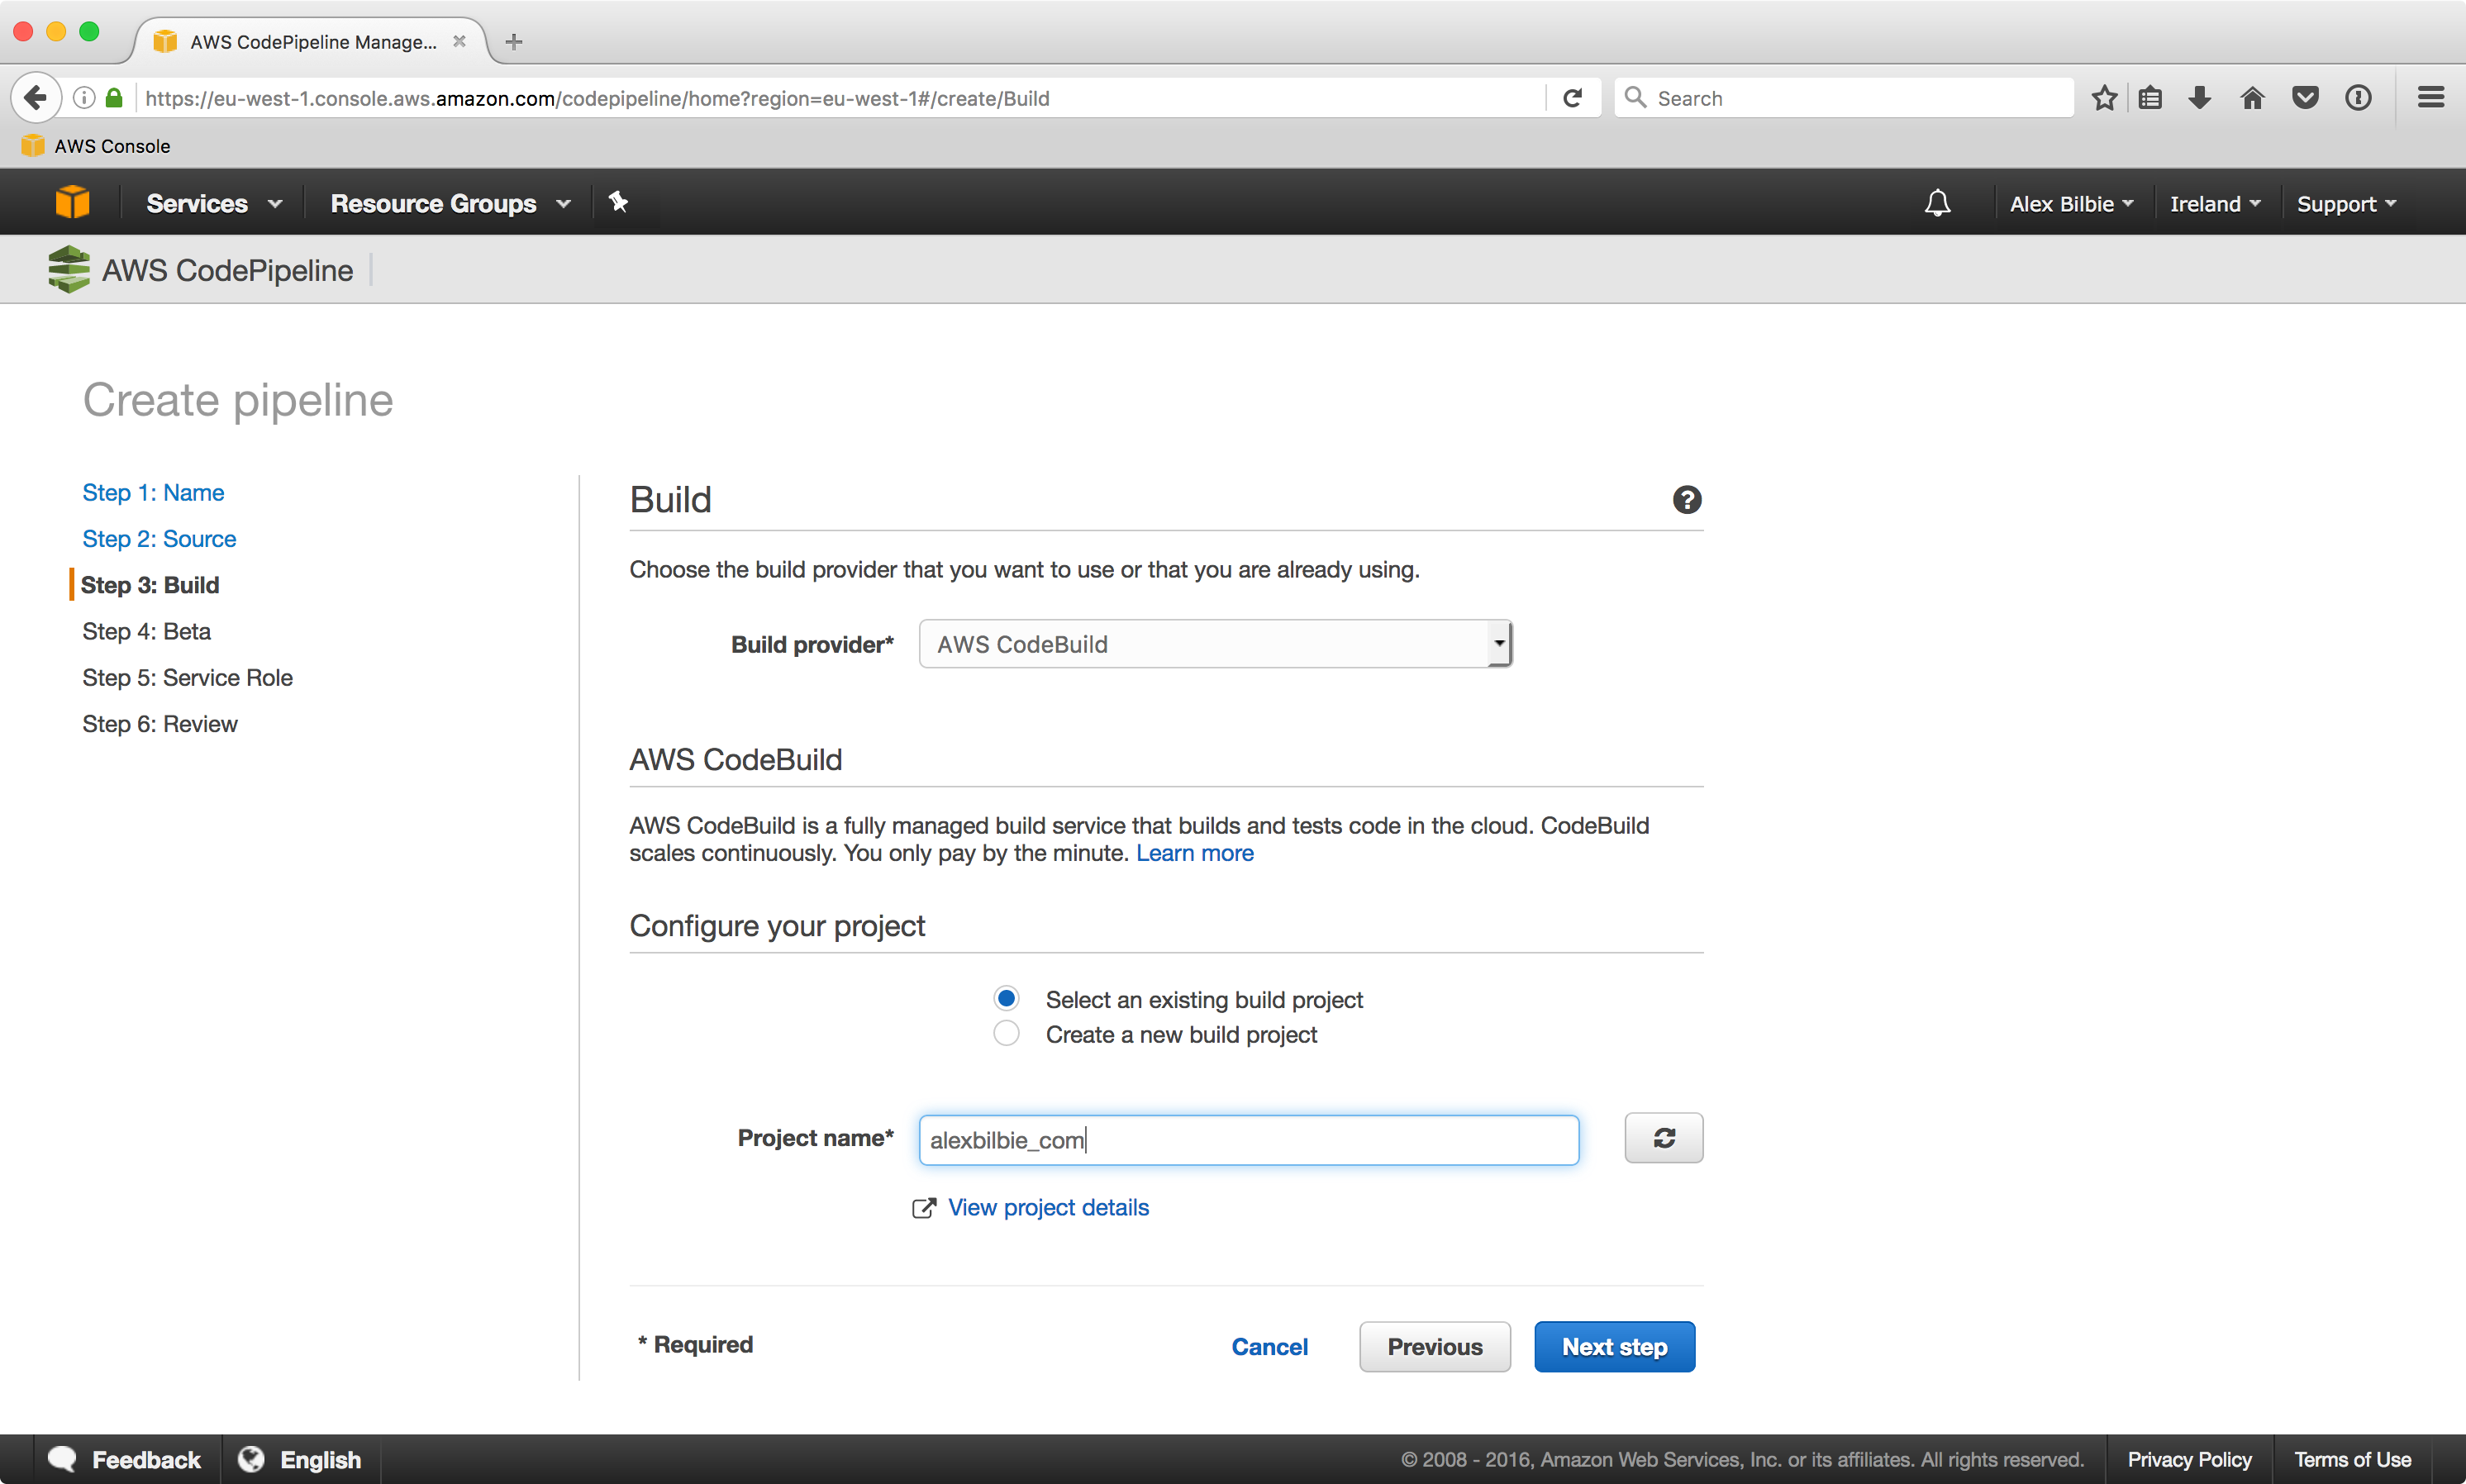 AWS CodePipeline Manage...
https://eu-west-1.console.aws.amazon.com/codepipeline/home?region=eu-west-1#/create/Build
Search
AWS Console
Services
Resource Groups
Alex Bilbie
Ireland
Support
AWS CodePipeline
Create pipeline
Step 1: Name
Step 2: Source
Step 3: Build
Step 4: Beta
Step 5: Service Role
Step 6: Review
Build
Choose the build provider that you want to use or that you are already using.
Build provider*
AWS CodeBuild
AWS CodeBuild
AWS CodeBuild is a fully managed build service that builds and tests code in the cloud. CodeBuild
scales continuously. You only pay by the minute. Learn more
Configure your project
Select an existing build project
Create a new build project
Project name*
alexbilbie_com
View project details
* Required
Cancel
Previous
Next step
Feedback
English
© 2008 - 2016, Amazon Web Services, Inc. or its affiliates. All rights reserved.
Privacy Policy
Terms of Use